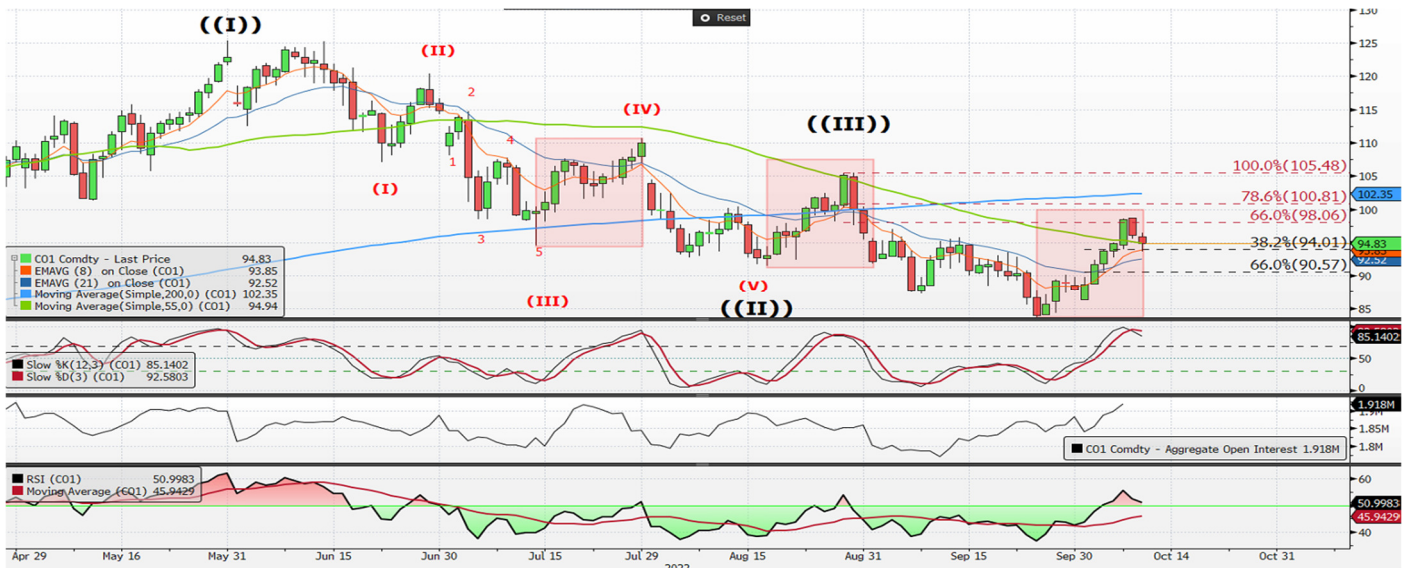 Reset
130
125
120
115
110
105
100
90
85
((I))
(II)
(I)
2
1
4
3
5
(III)
(IV)
(V)
((II))
((III))
100.0%(105.48)
78.6%(100.81)
66.0%(98.06)
38.2%(94.01)
66.0%(90.57)
102.35
94.83
93.85
92.52
CO1 Comdty - Last Price 94.83
EMAVG (8) on Close (CO1) 93.85
EMAVG (21) on Close (CO1) 92.52
Moving Average(Simple,200,0) (CO1) 102.35
Moving Average(Simple,55,0) (CO1) 94.94
85.1402
50
0
Slow %K(12,3) (CO1) 85.1402
Slow %D(3) (CO1) 92.5803
1.918M
1.9M
1.85M
1.8M
CO1 Comdty - Aggregate Open Interest 1.918M
RSI (CO1) 50.9983
Moving Average (CO1) 45.9429
60
50.9983
45.9429
40
Apr 29 May 16 May 31 Jun 15 Jun 30 Jul 15 Jul 29 Aug 15 Aug 31 Sep 15 Sep 30 Oct 14 Oct 31
2022